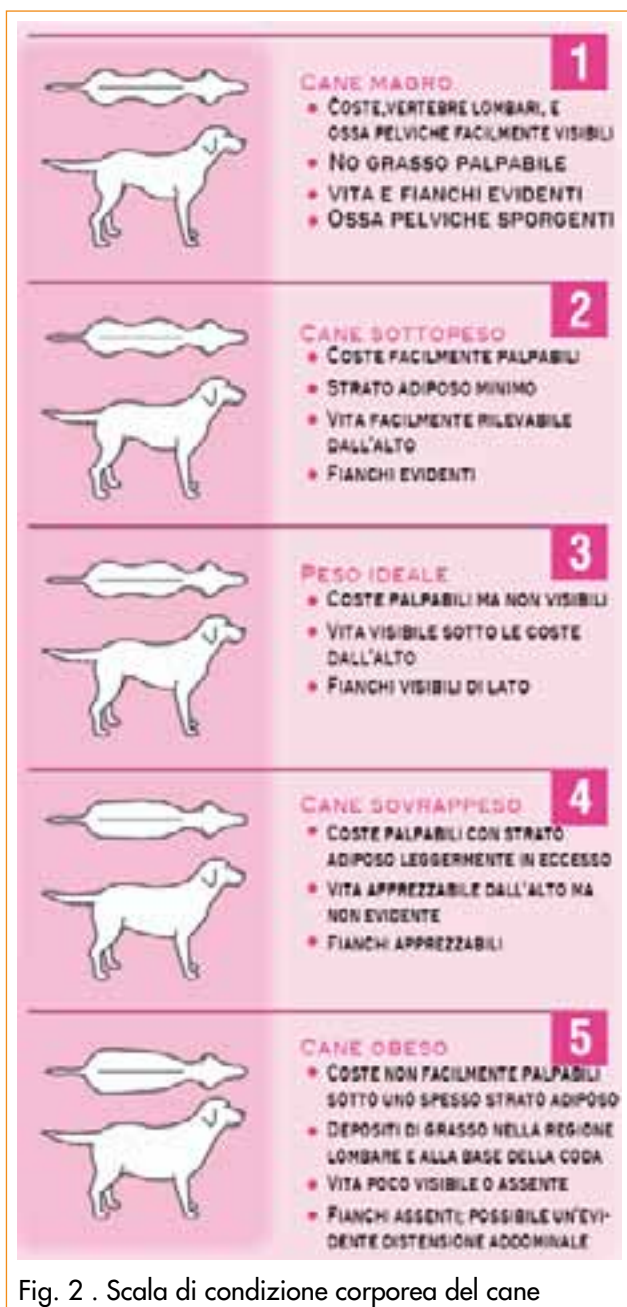 1
CANE MAGRO
• COSTE,VERTEBRE LOMBARI, E
OSSA PELVICHE FACILMENTE VISIBILI
• NO GRASSO PALPABILE
• VITA E FIANCHI EVIDENTI
• OSSA PELVICHE SPORGENTI
2
CANE SOTTOPESO
• COSTE FACILMENTE PALPABILI
• STRATO ADIPOSO MINIMO
• VITA FACILMENTE RILEVABILE
DALL'ALTO
• FIANCHI EVIDENTI
3
PESO IDEALE
• COSTE PALPABILI MA NON VISIBILI
• VITA VISIBILE SOTTO LE COSTE
DALL'ALTO
• FIANCHI VISIBILI DI LATO
4
CANE SOVRAPPESO
• COSTE PALPABILI CON STRATO
ADIPOSO LEGGERMENTE IN ECCESSO
• VITA APPREZZABILE DALL'ALTO MA
NON EVIDENTE
• FIANCHI APPREZZABILI
5
CANE OBESO
• COSTE NON FACILMENTE PALPABILI
SOTTO UNO SPESSO STRATO ADIPOSO
• DEPOSITI DI GRASSO NELLA REGIONE
LOMBARE E ALLA BASE DELLA CODA
• VITA POCO VISIBILE O ASSENTE
• FIANCHI ASSENTI; POSSIBILE UN'EVI-
DENTE DISTENSIONE ADDOMINALE
Fig. 2 . Scala di condizione corporea del cane